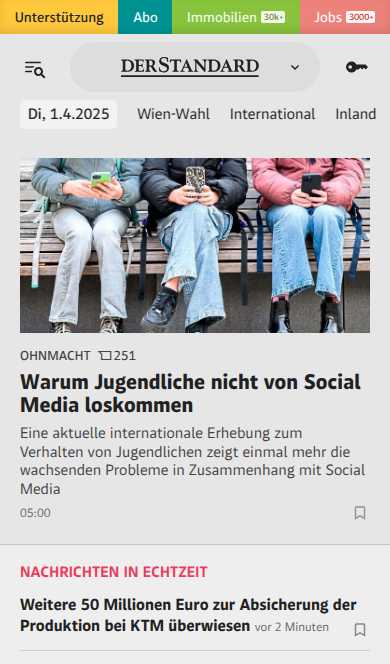 Unterstützung Abo Immobilien 30k+ Jobs 3000+
DERSTANDARD
Di, 1.4.2025 Wien-Wahl International Inland
OHNMACHT 251
Warum Jugendliche nicht von Social
Media loskommen
Eine aktuelle internationale Erhebung zum
Verhalten von Jugendlichen zeigt einmal mehr die
wachsenden Probleme in Zusammenhang mit Social
Media
05:00
NACHRICHTEN IN ECHTZEIT
Weitere 50 Millionen Euro zur Absicherung der
Produktion bei KTM überwiesen vor 2 Minuten